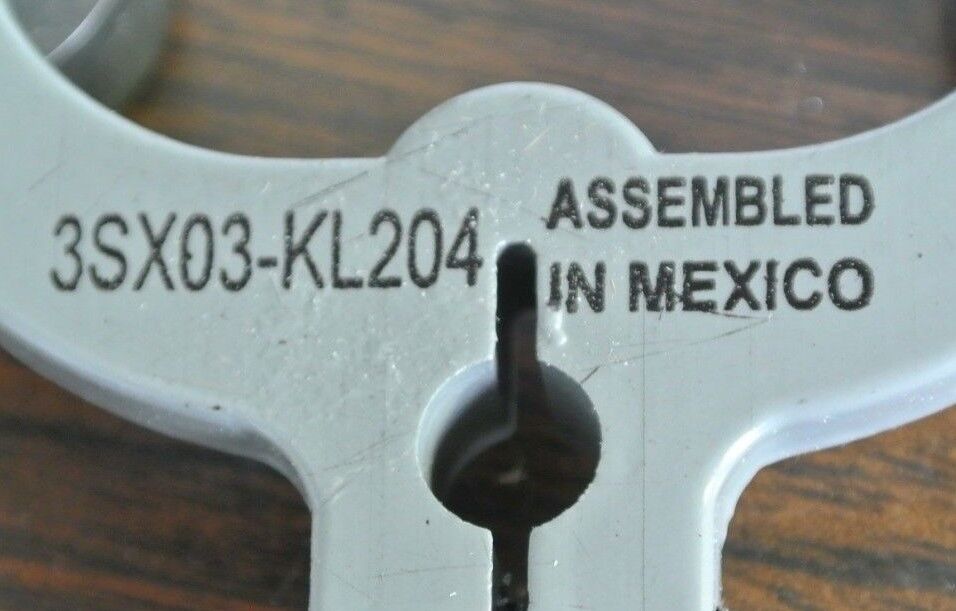 3SX03-KL204
ASSEMBLED
IN MEXICO